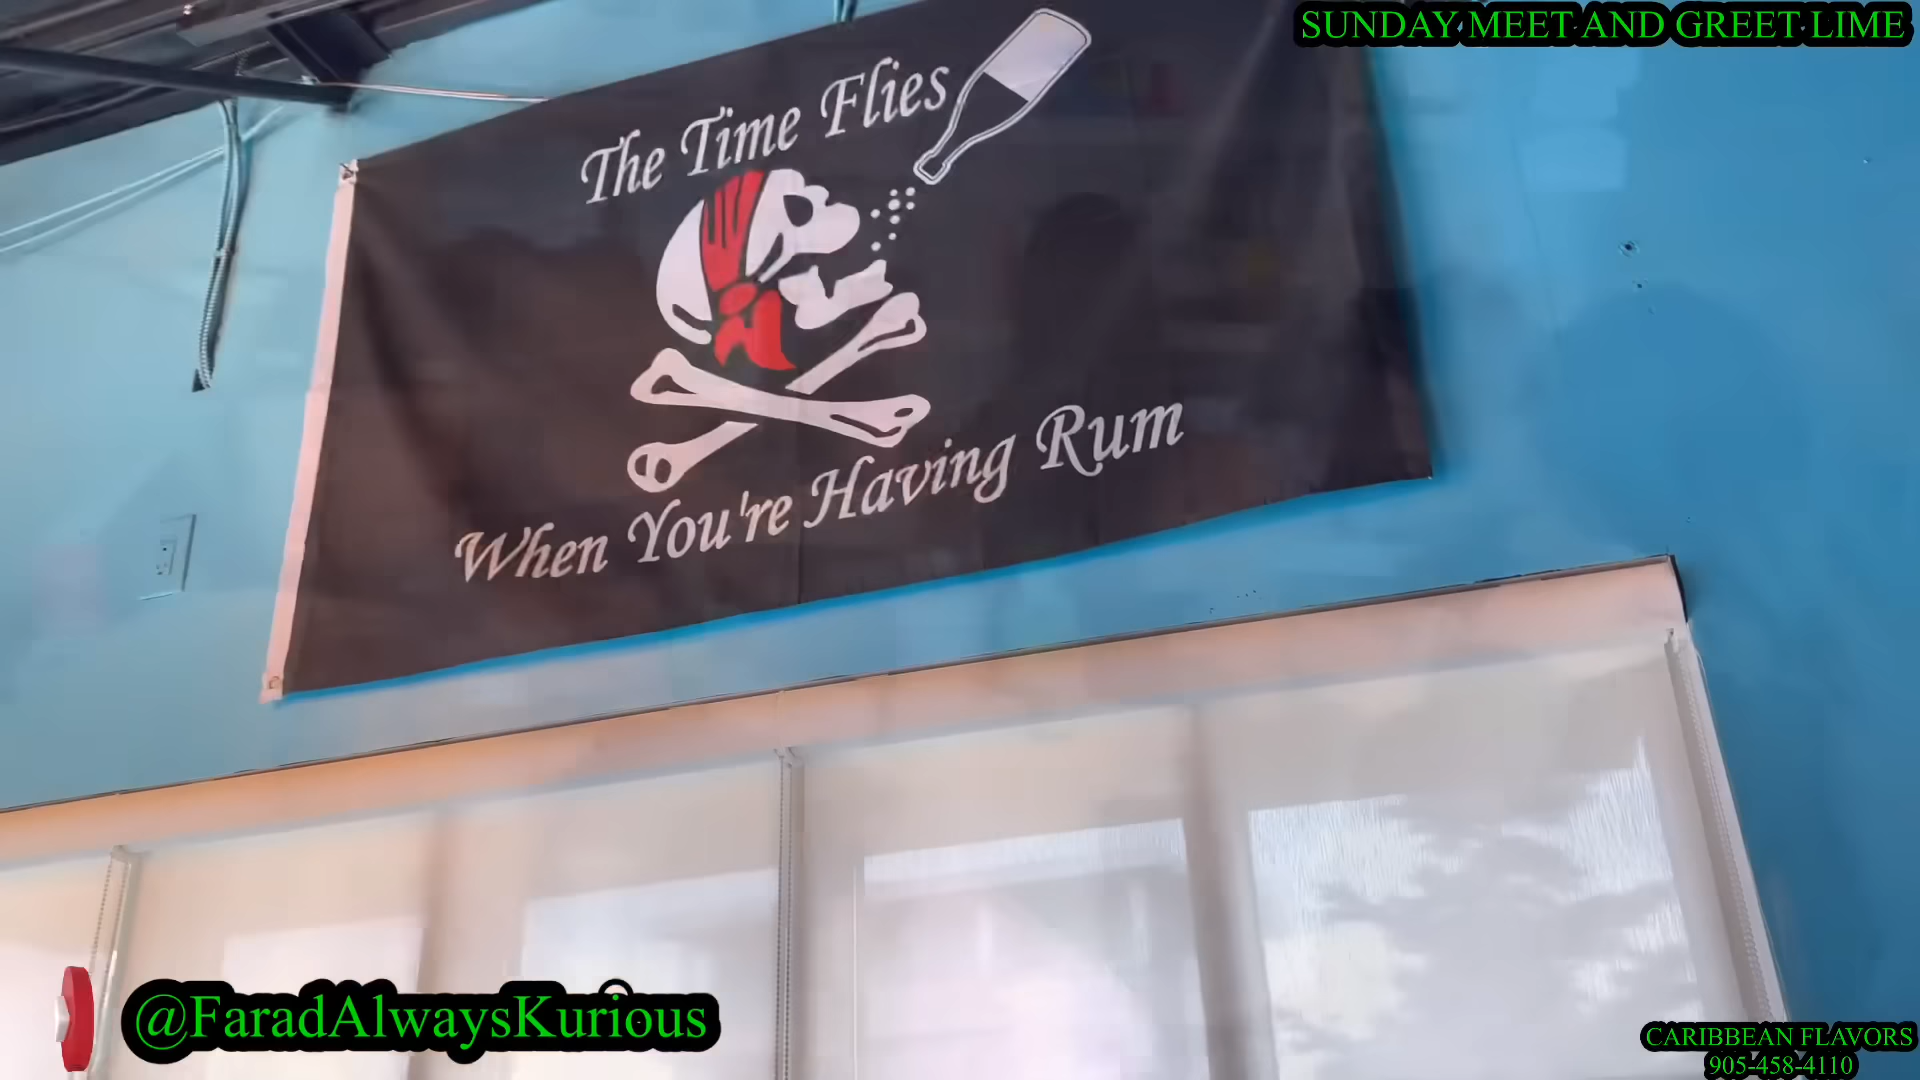 SUNDAY MEET AND GREET LIME
The Time Flies
When You're Having Rum
@FaradAlwaysKurious
CARIBBEAN FLAVORS
905-458-4110